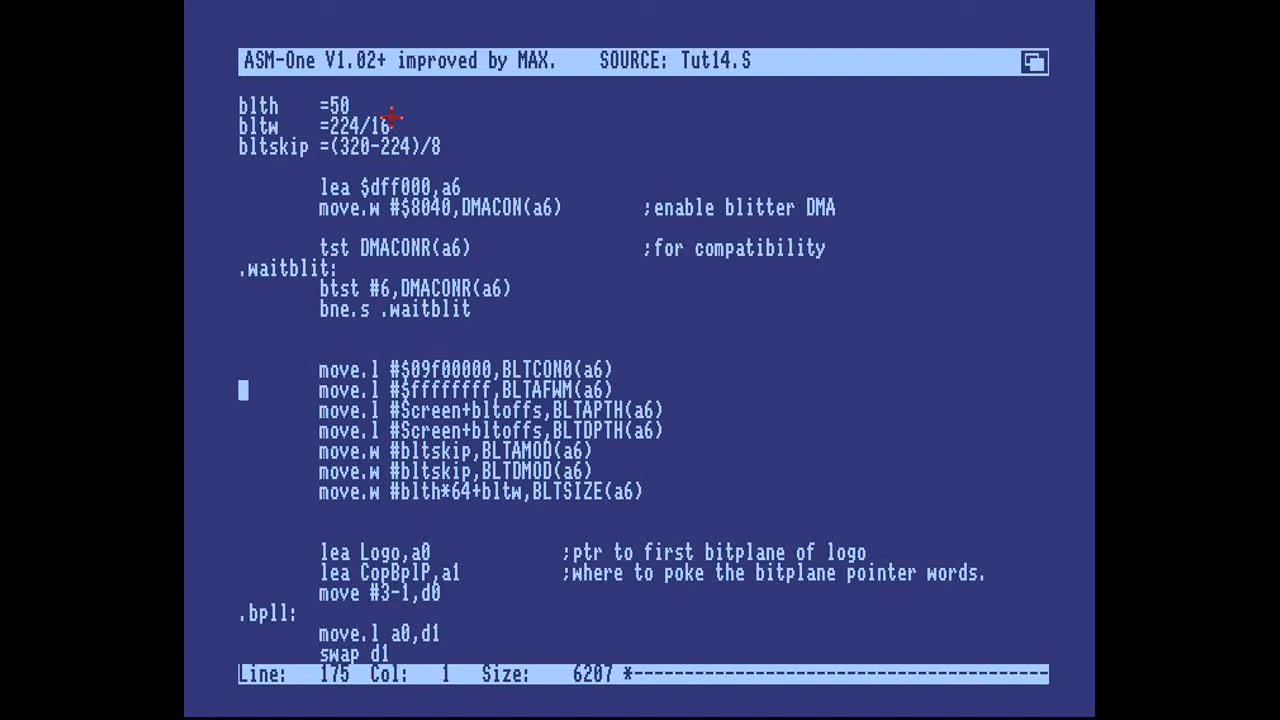 ASM-One V1.02+ improved by MAX.    SOURCE: Tut14.S
blth    =50
bltw    =224/16
bltskip =(320-224)/8
lea $dff000,a6
move.w #$8040,DMACON(a6)        ;enable blitter DMA
tst DMACONR(a6)                 ;for compatibility
.waitblit:
btst #6,DMACONR(a6)
bne.s .waitblit
move.l #$09f00000,BLTCON0(a6)
move.l #$ffffffff,BLTAFWM(a6)
move.l #Screen+bltoffs,BLTAPTH(a6)
move.l #Screen+bltoffs,BLTDPTH(a6)
move.w #bltskip,BLTAMOD(a6)
move.w #bltskip,BLTDMOD(a6)
move.w #blth*64+bltw,BLTSIZE(a6)
lea Logo,a0             ;ptr to first bitplane of logo
lea CopBplP,a1          ;where to poke the bitplane pointer words.
move #3-1,d0
.bpll:
move.l a0,d1
swap d1
Line:   175  Col:   1   Size:    6207 *-----------------------------------------